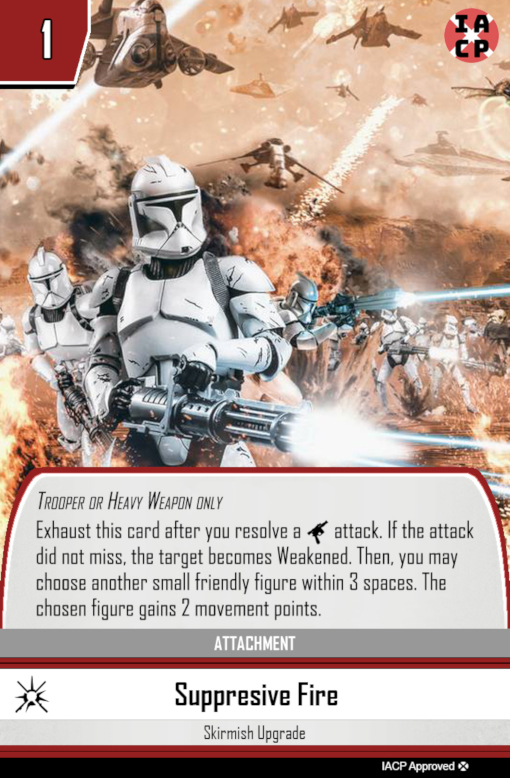 1
IA
CP
TROOPER OR HEAVY WEAPON ONLY
Exhaust this card after you resolve a attack. If the attack
did not miss, the target becomes Weakened. Then, you may
choose another small friendly figure within 3 spaces. The
chosen figure gains 2 movement points.
ATTACHMENT
Suppresive Fire
Skirmish Upgrade
IACP Approved